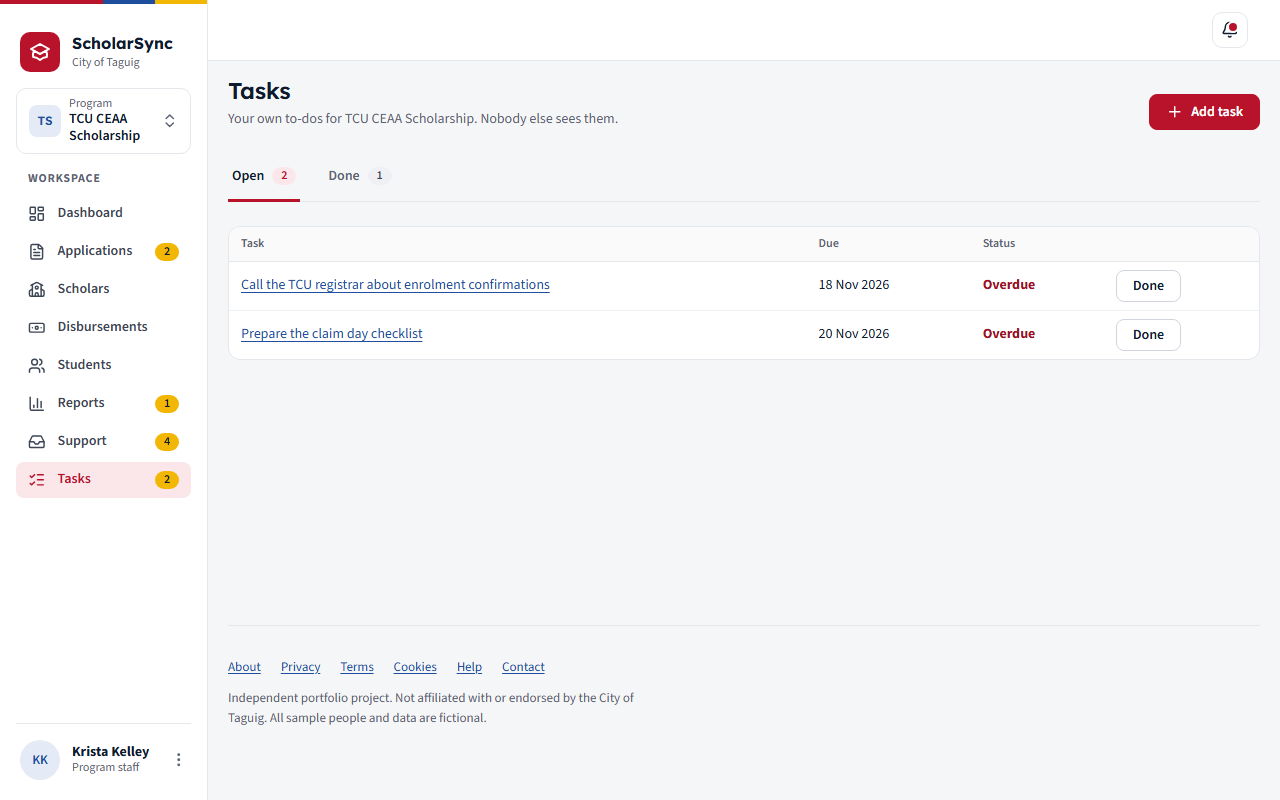 ScholarSync
City of Taguig
Program
TS
TCU CEAA
Scholarship
WORKSPACE
Dashboard
Applications 2
Scholars
Disbursements
Students
Reports 1
Support 4
Tasks 2
KK
Krista Kelley
Program staff
Tasks
Your own to-dos for TCU CEAA Scholarship. Nobody else sees them.
Add task
Open 2 Done 1
Task Due Status
Call the TCU registrar about enrolment confirmations 18 Nov 2026 Overdue Done
Prepare the claim day checklist 20 Nov 2026 Overdue Done
About Privacy Terms Cookies Help Contact
Independent portfolio project. Not affiliated with or endorsed by the City of
Taguig. All sample people and data are fictional.